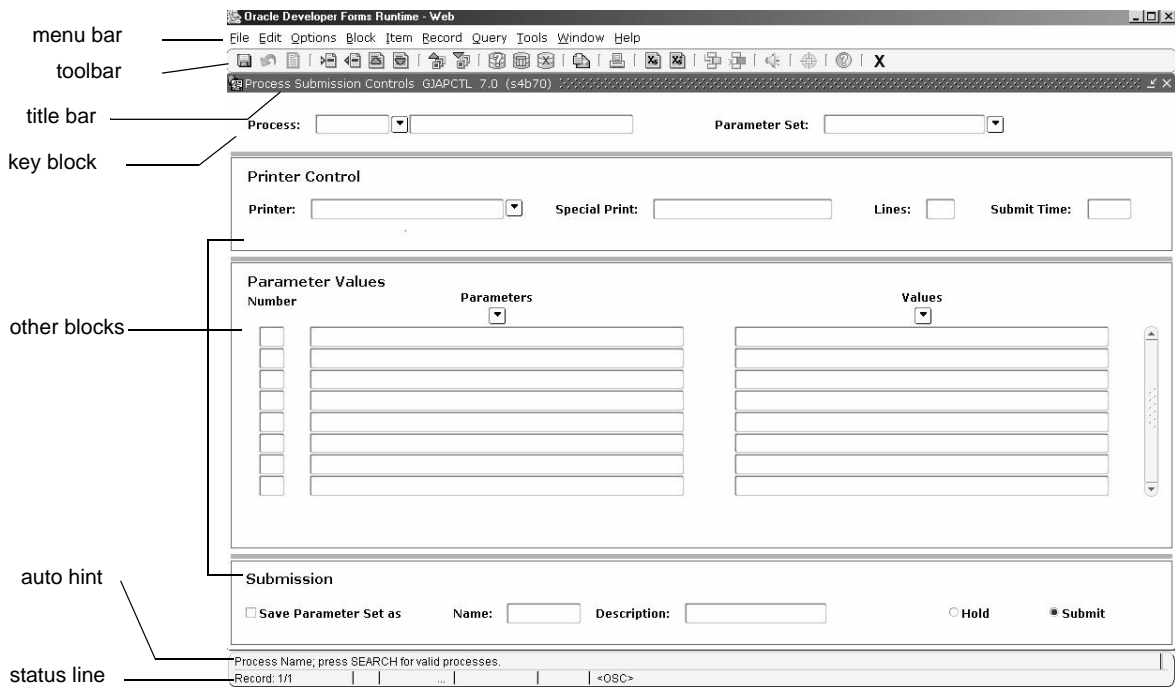 Oracle Developer Forms Runtime - Web
menu bar
File Edit Options Block Item Record Query Tools Window Help
toolbar
X
Process Submission Controls GJAPCTL 7.0 (s4b70)
title bar
Process:
Parameter Set:
key block
Printer Control
Printer:
Special Print:
Lines:
Submit Time:
Parameter Values
Number
Parameters
Values
other blocks
auto hint
Submission
Save Parameter Set as
Name:
Description:
Hold
Submit
Process Name; press SEARCH for valid processes.
status line
Record: 1/1
...
<OSC>